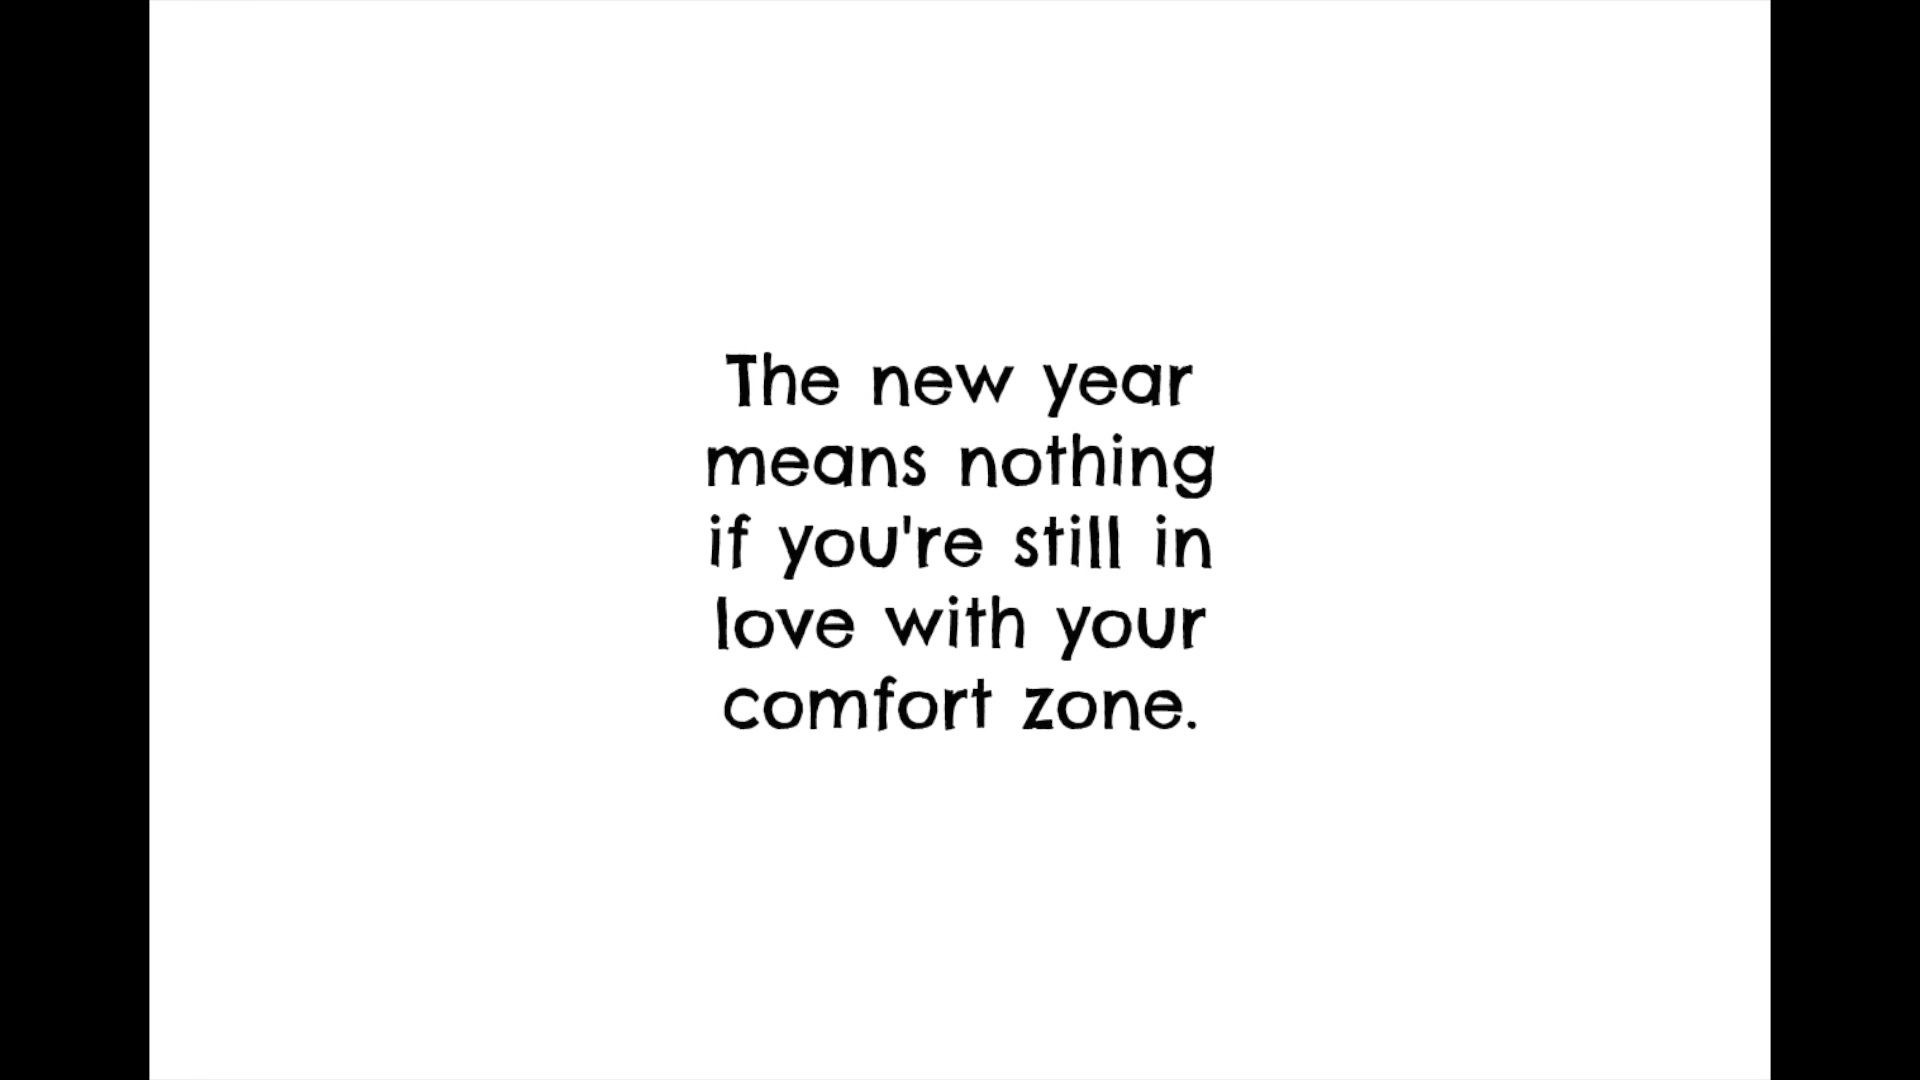 The new year
means nothing
if you're still in
love with your
comfort zone.